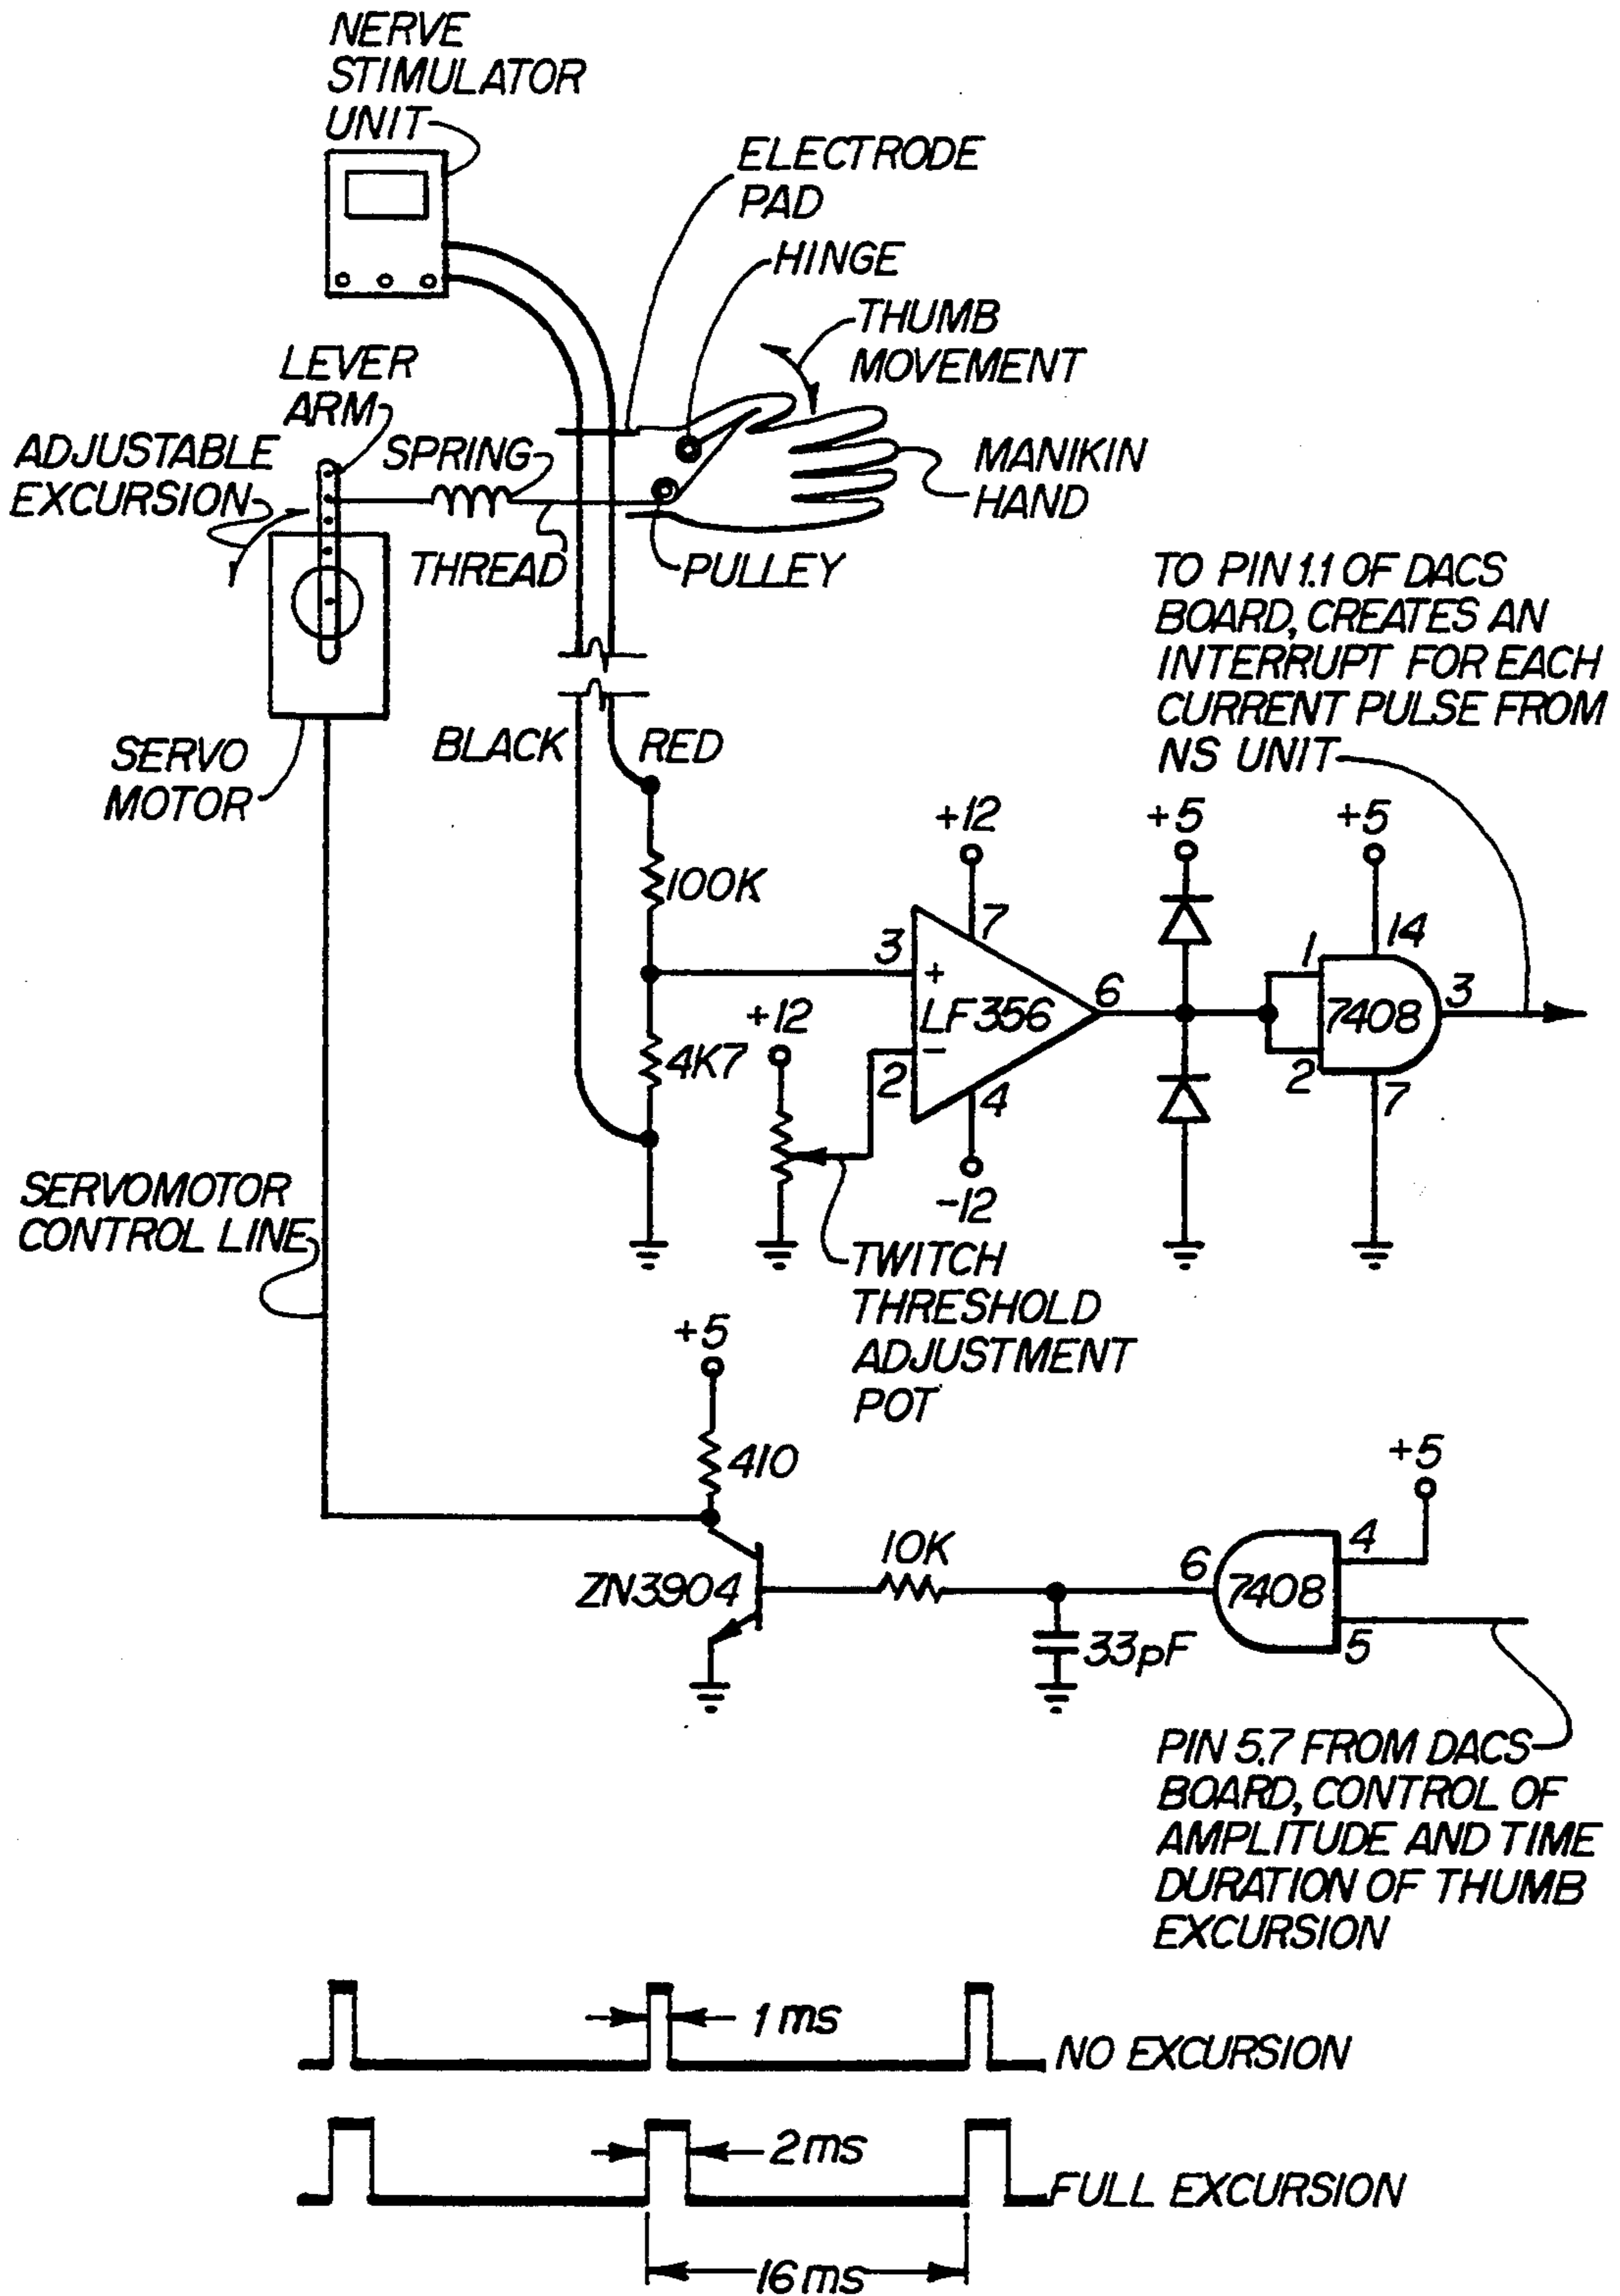 NERVE
STIMULATOR
UNIT
ELECTRODE
PAD
HINGE
THUMB
MOVEMENT
LEVER
ARM
ADJUSTABLE
EXCURSION
SPRING
MANIKIN
HAND
THREAD
PULLEY
TO PIN 1.1 OF DACS
BOARD, CREATES AN
INTERRUPT FOR EACH
CURRENT PULSE FROM
NS UNIT
BLACK
RED
SERVO
MOTOR
+12
+5
+5
100K
3
+
7
6
1
14
7408
3
LF356
+12
4K7
2
-
4
2
7
-12
SERVOMOTOR
CONTROL LINE
TWITCH
THRESHOLD
ADJUSTMENT
POT
+5
410
+5
10K
6
4
7408
ZN3904
5
33pF
PIN 5.7 FROM DACS
BOARD, CONTROL OF
AMPLITUDE AND TIME
DURATION OF THUMB
EXCURSION
1 ms
NO EXCURSION
2 ms
FULL EXCURSION
16 ms